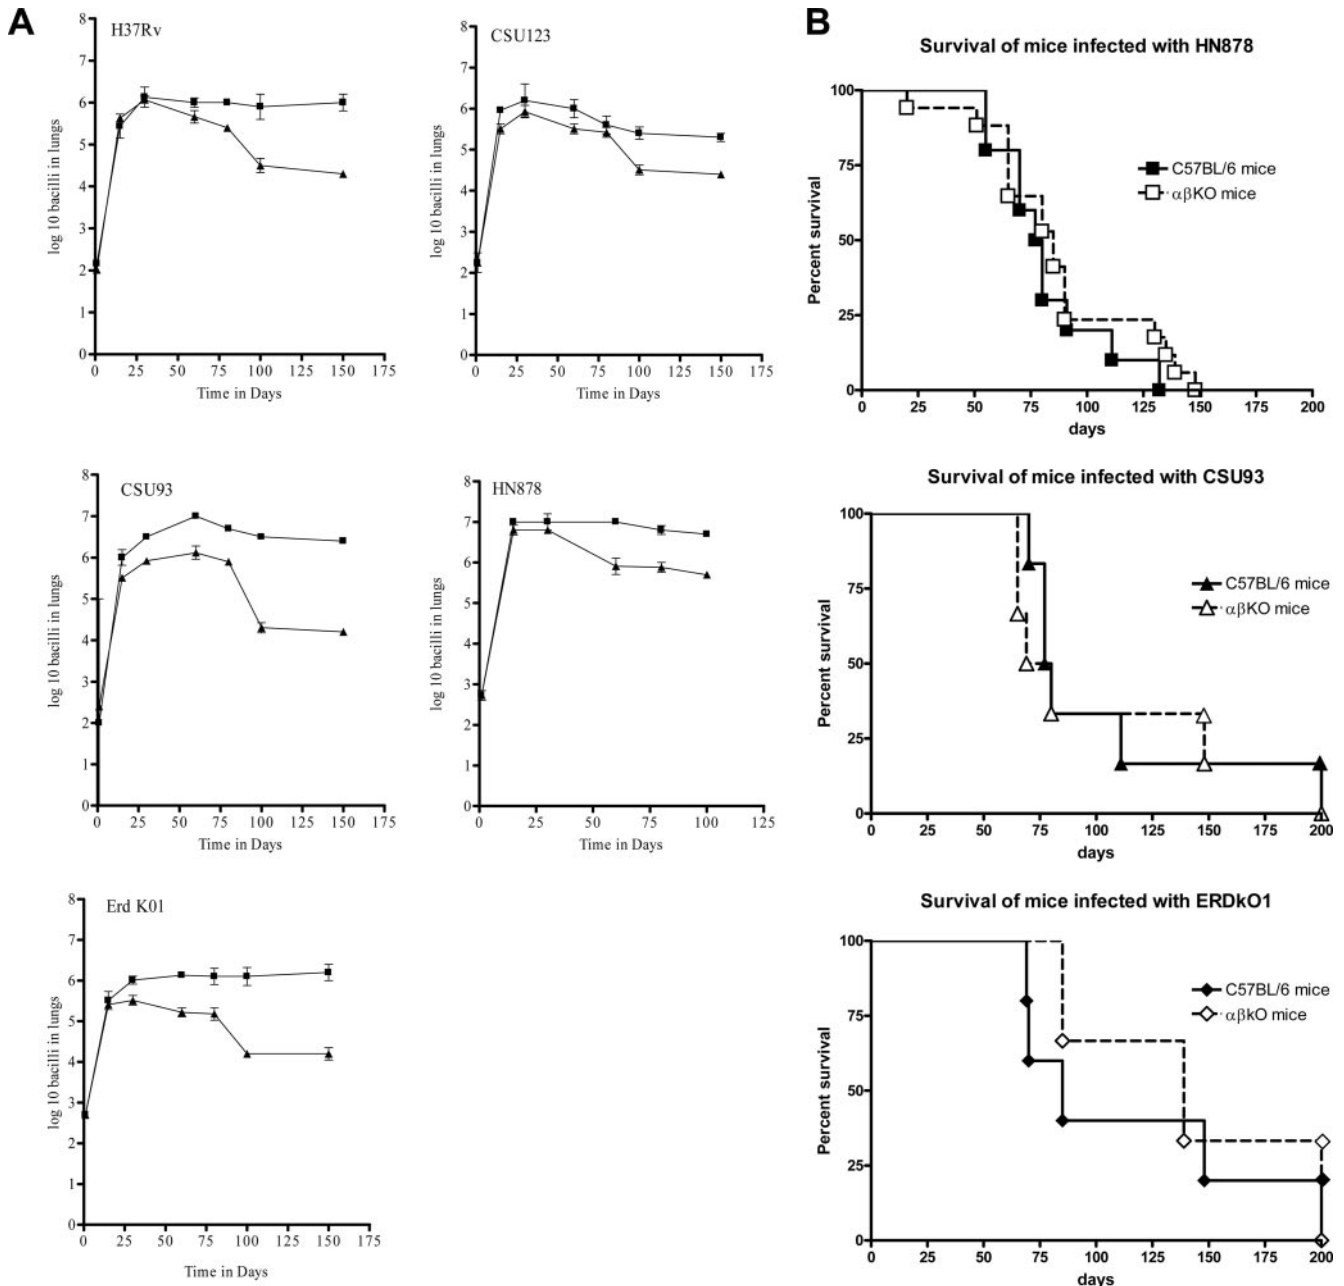 A
H37Rv
log 10 bacilli in lungs
8
7
6
5
4
3
2
1
0
0 25 50 75 100 125 150 175
Time in Days
CSU123
log 10 bacilli in lungs
8
7
6
5
4
3
2
1
0
0 25 50 75 100 125 150 175
Time in Days
CSU93
log 10 bacilli in lungs
8
7
6
5
4
3
2
1
0
0 25 50 75 100 125 150 175
Time in Days
HN878
log 10 bacilli in lungs
8
7
6
5
4
3
2
1
0
0 25 50 75 100 125
Time in Days
Erd K01
log 10 bacilli in lungs
8
7
6
5
4
3
2
1
0
0 25 50 75 100 125 150 175
Time in Days
B
Survival of mice infected with HN878
Percent survival
100
75
50
25
0
C57BL/6 mice
αβKO mice
0 25 50 75 100 125 150 175 200
days
Survival of mice infected with CSU93
Percent survival
100
75
50
25
0
C57BL/6 mice
αβKO mice
0 50 75 100 125 150 175 200
days
Survival of mice infected with ERDkO1
Percent survival
100
75
50
25
0
C57BL/6 mice
αβkO mice
0 50 75 100 125 150 175 200
days